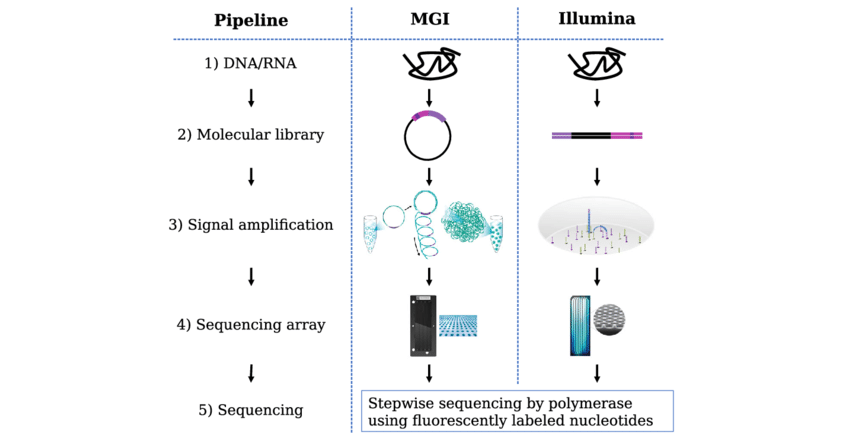 Pipeline MGI Illumina
1) DNA/RNA
2) Molecular library
3) Signal amplification
4) Sequencing array
5) Sequencing
Stepwise sequencing by polymerase
using fluorescently labeled nucleotides